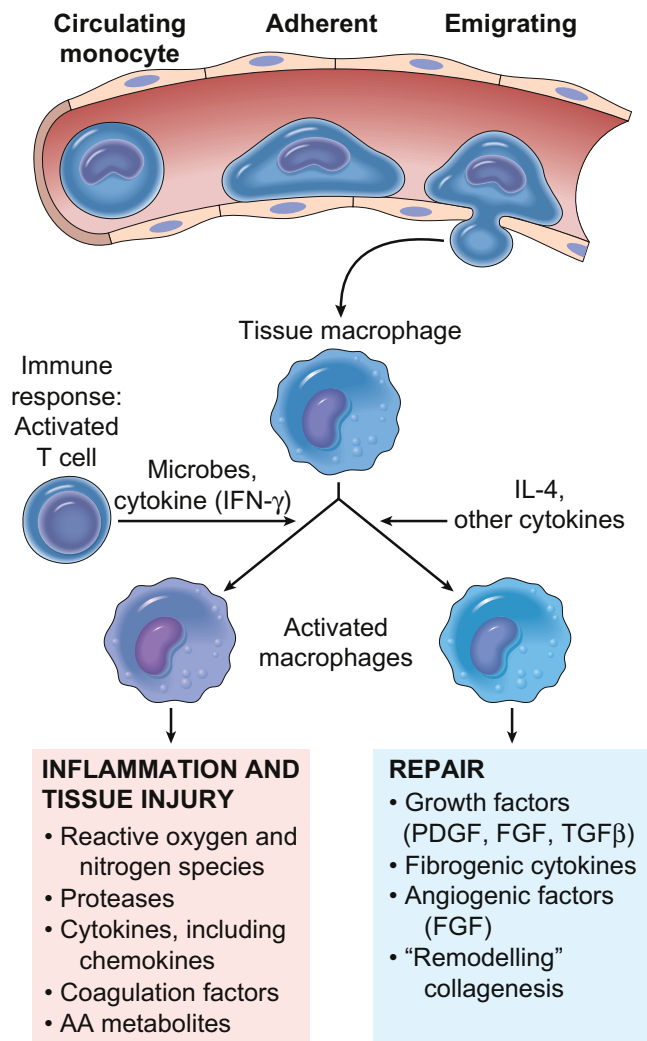 Circulating
monocyte
Adherent
Emigrating
Tissue macrophage
Immune
response:
Activated
T cell
Microbes,
cytokine (IFN-γ)
IL-4,
other cytokines
Activated
macrophages
INFLAMMATION AND
TISSUE INJURY
• Reactive oxygen and
nitrogen species
• Proteases
• Cytokines, including
chemokines
• Coagulation factors
• AA metabolites
REPAIR
• Growth factors
(PDGF, FGF, TGFβ)
• Fibrogenic cytokines
• Angiogenic factors
(FGF)
• “Remodelling”
collagenesis